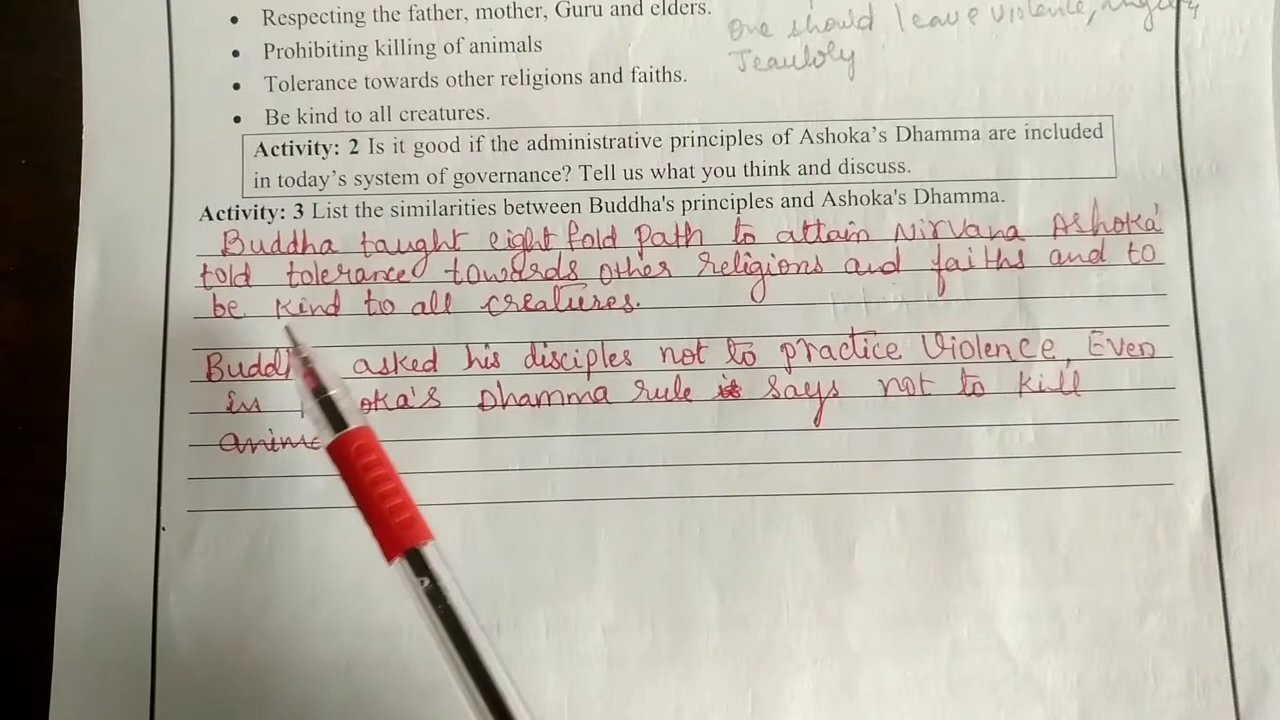 • Respecting the father, mother, Guru and elders.
One should leave violence,
• Prohibiting killing of animals
• Tolerance towards other religions and faiths.
• Be kind to all creatures.
Activity: 2 Is it good if the administrative principles of Ashoka's Dhamma are included
in today's system of governance? Tell us what you think and discuss.
Activity: 3 List the similarities between Buddha's principles and Ashoka's Dhamma.
Buddha taught eight fold path to attain Nirvana Ashoka
told tolerance towards other religions and faiths and to
be kind to all creatures.
asked his disciples not to practice Violence, Even
in oka's Dhamma rule says not to kill